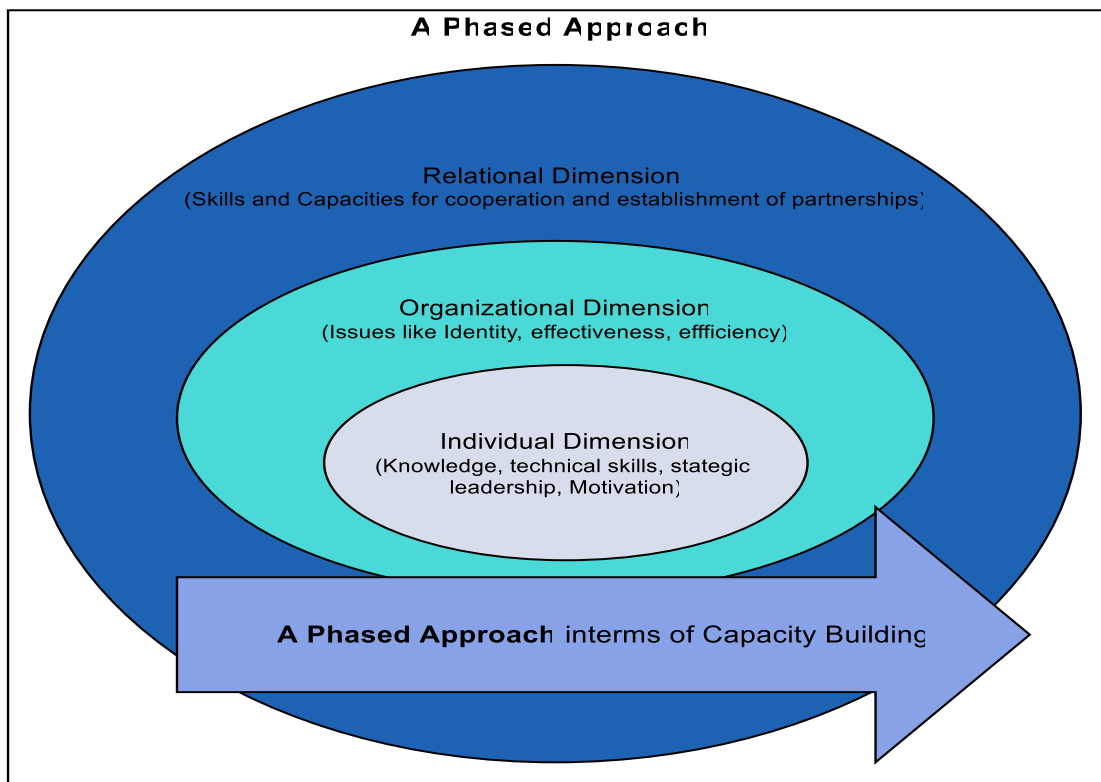 A Phased Approach
Relational Dimension
(Skills and Capacities for cooperation and establishment of partnerships)
Organizational Dimension
(Issues like Identity, effectiveness, effficiency)
Individual Dimension
(Knowledge, technical skills, stategic
leadership, Motivation)
A Phased Approach interms of Capacity Building